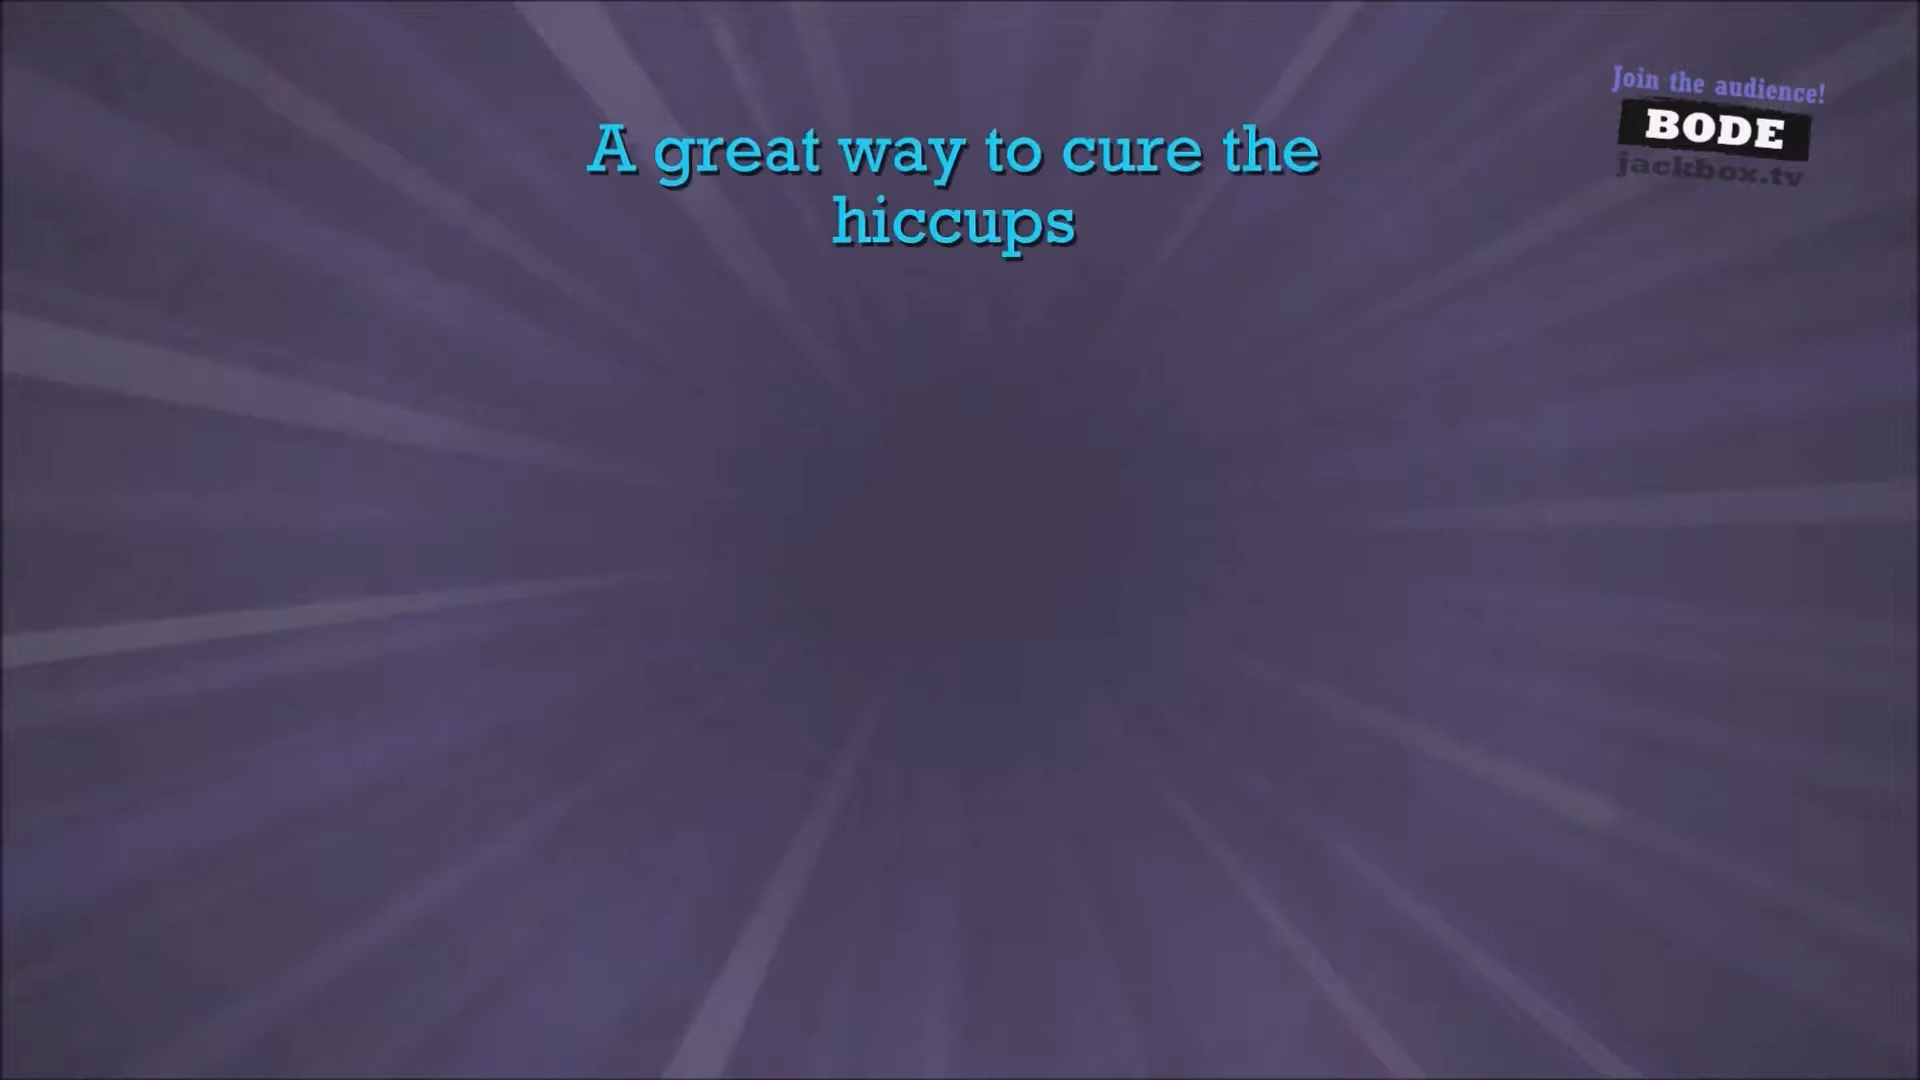 Join the audience!
BODE
jackbox.tv
A great way to cure the
hiccups